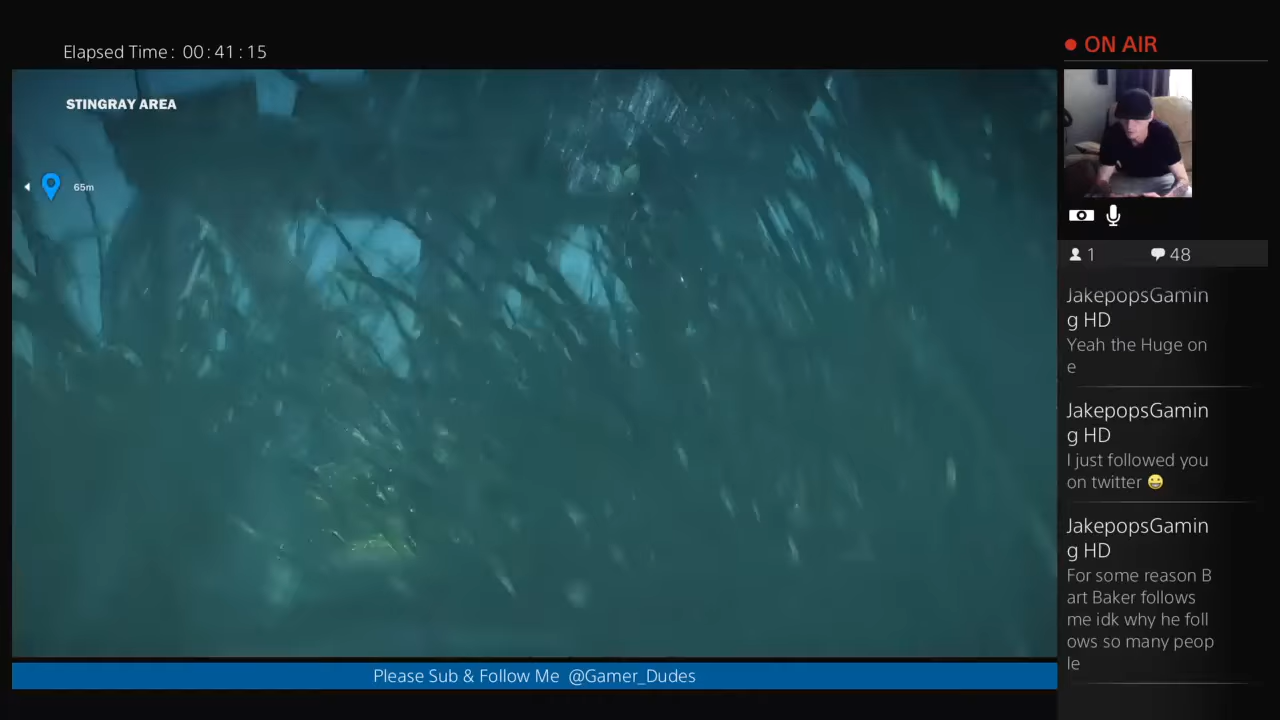 Elapsed Time: 00:41:15
ON AIR
STINGRAY AREA
65m
1
48
JakepopsGamin
g HD
Yeah the Huge on
e
JakepopsGamin
g HD
I just followed you
on twitter 😀
JakepopsGamin
g HD
For some reason B
art Baker follows
me idk why he foll
ows so many peop
le
Please Sub & Follow Me @Gamer_Dudes